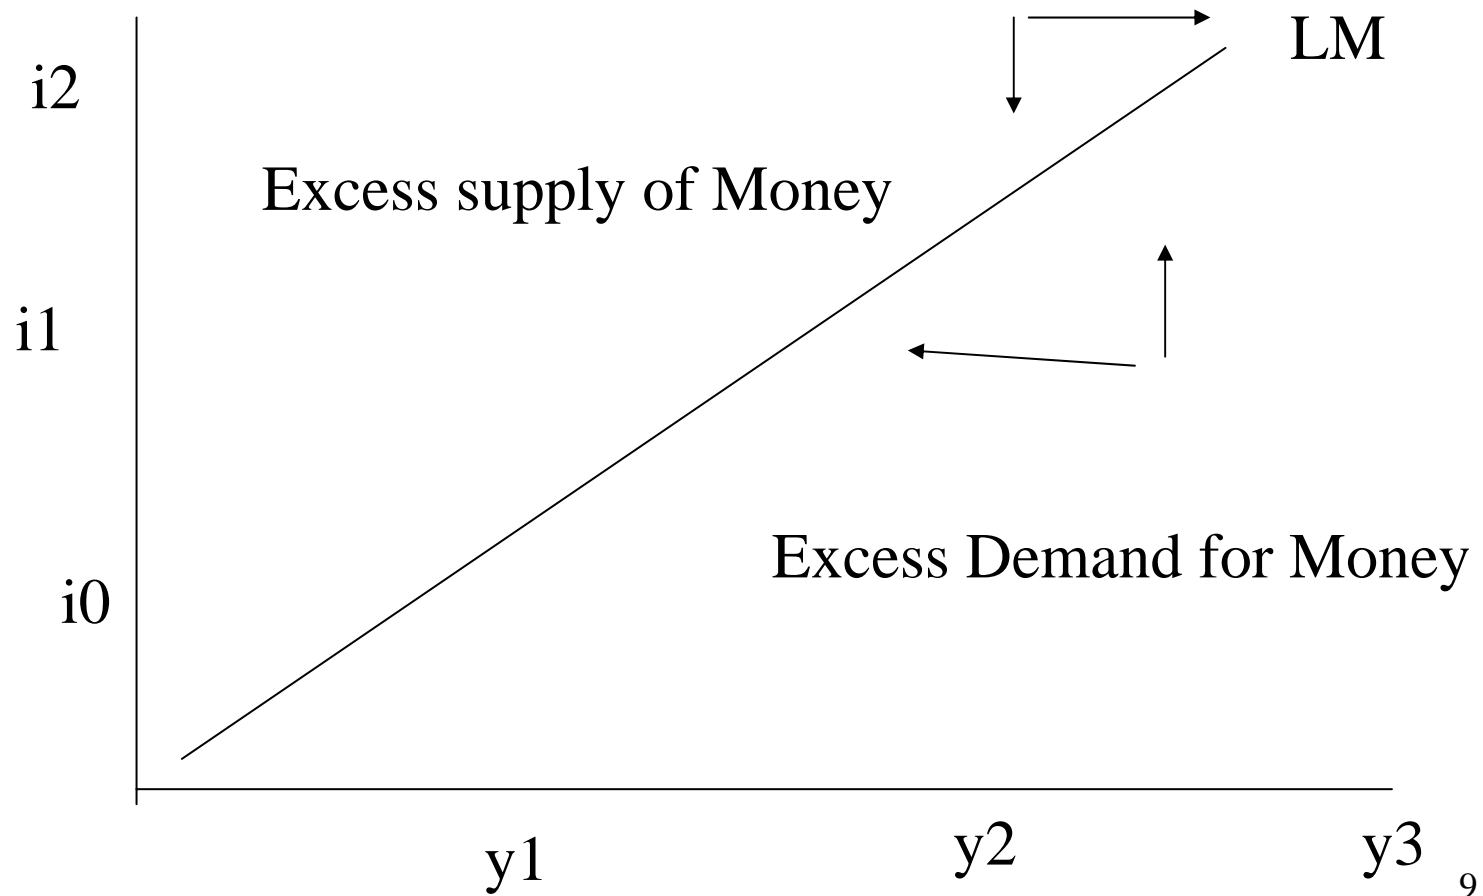 LM
i2
Excess supply of Money
i1
Excess Demand for Money
i0
y1
y2
y3
9